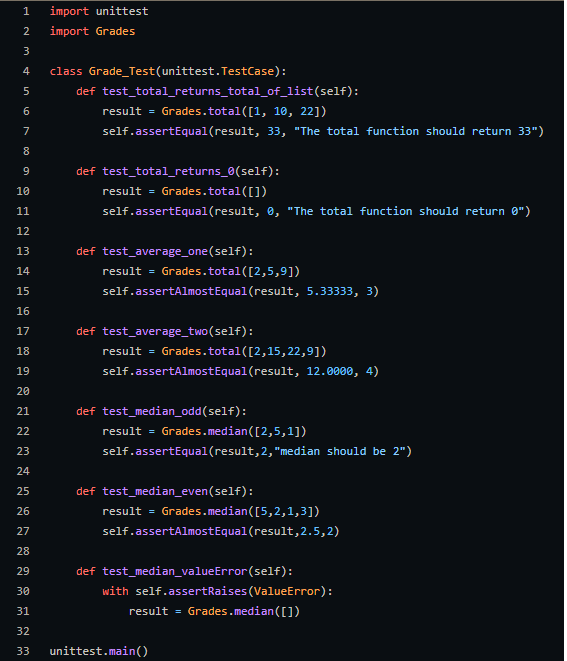 1 import unittest
2 import Grades
3
4 class Grade_Test(unittest.TestCase):
5     def test_total_returns_total_of_list(self):
6         result = Grades.total([1, 10, 22])
7         self.assertEqual(result, 33, "The total function should return 33")
8
9     def test_total_returns_0(self):
10         result = Grades.total([])
11         self.assertEqual(result, 0, "The total function should return 0")
12
13     def test_average_one(self):
14         result = Grades.total([2,5,9])
15         self.assertAlmostEqual(result, 5.33333, 3)
16
17     def test_average_two(self):
18         result = Grades.total([2,15,22,9])
19         self.assertAlmostEqual(result, 12.0000, 4)
20
21     def test_median_odd(self):
22         result = Grades.median([2,5,1])
23         self.assertEqual(result,2,"median should be 2")
24
25     def test_median_even(self):
26         result = Grades.median([5,2,1,3])
27         self.assertAlmostEqual(result,2.5,2)
28
29     def test_median_valueError(self):
30         with self.assertRaises(ValueError):
31             result = Grades.median([])
32
33 unittest.main()